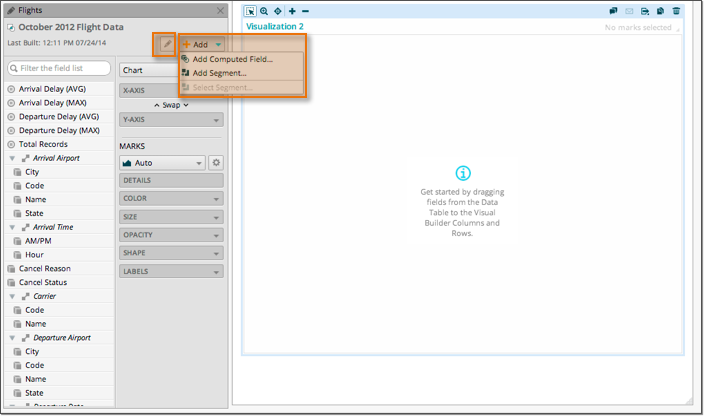 Flights
October 2012 Flight Data
Last Built: 12:11 PM 07/24/14
Add
Add Computed Field...
Add Segment...
Select Segment...
Filter the field list
Arrival Delay (AVG)
Arrival Delay (MAX)
Departure Delay (AVG)
Departure Delay (MAX)
Total Records
Arrival Airport
City
Code
Name
State
Arrival Time
AM/PM
Hour
Cancel Reason
Cancel Status
Carrier
Code
Name
Departure Airport
City
Code
Name
State
Departure Date
Chart
X-AXIS
Swap
Y-AXIS
MARKS
Auto
DETAILS
COLOR
SIZE
OPACITY
SHAPE
LABELS
Visualization 2
No marks selected
Get started by dragging
fields from the Data
Table to the Visual
Builder Columns and
Rows.